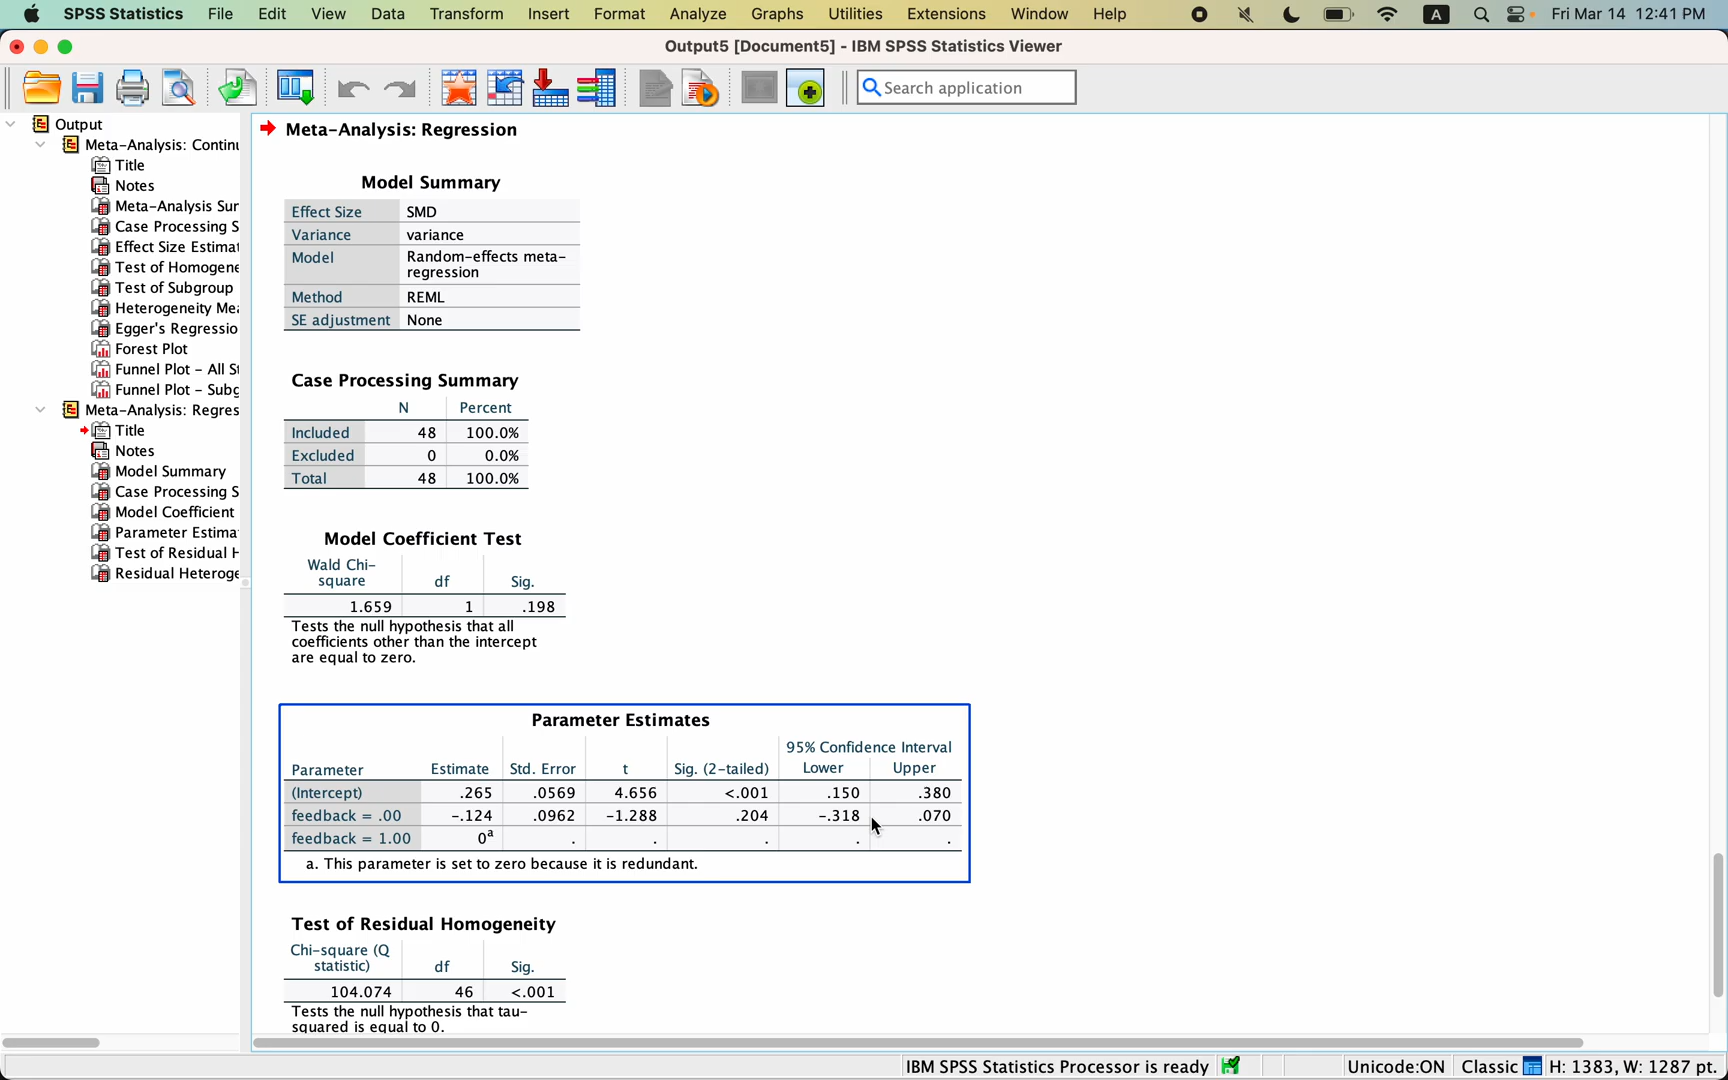 SPSS Statistics File Edit View Data Transform Insert Format Analyze Graphs Utilities Extensions Window Help A Fri Mar 14 12:41 PM
Output5 [Document5] - IBM SPSS Statistics Viewer
Search application
Output
Meta-Analysis: Continu
Title
Notes
Meta-Analysis Sur
Case Processing S
Effect Size Estimat
Test of Homogene
Test of Subgroup
Heterogeneity Mea
Egger's Regressio
Forest Plot
Funnel Plot - All St
Funnel Plot - Subg
Meta-Analysis: Regres
Title
Notes
Model Summary
Case Processing S
Model Coefficient
Parameter Estima
Test of Residual H
Residual Heteroge
Meta-Analysis: Regression
Model Summary
Effect Size SMD
Variance variance
Model Random-effects meta-
regression
Method REML
SE adjustment None
Case Processing Summary
N Percent
Included 48 100.0%
Excluded 0 0.0%
Total 48 100.0%
Model Coefficient Test
Wald Chi-
square df Sig.
1.659 1 .198
Tests the null hypothesis that all
coefficients other than the intercept
are equal to zero.
Parameter Estimates
95% Confidence Interval
Parameter Estimate Std. Error t Sig. (2-tailed) Lower Upper
(Intercept) .265 .0569 4.656 <.001 .150 .380
feedback = .00 -.124 .0962 -1.288 .204 -.318 .070
feedback = 1.00 0a . . . . .
a. This parameter is set to zero because it is redundant.
Test of Residual Homogeneity
Chi-square (Q
statistic) df Sig.
104.074 46 <.001
Tests the null hypothesis that tau-
squared is equal to 0.
IBM SPSS Statistics Processor is ready Unicode:ON Classic H: 1383, W: 1287 pt.